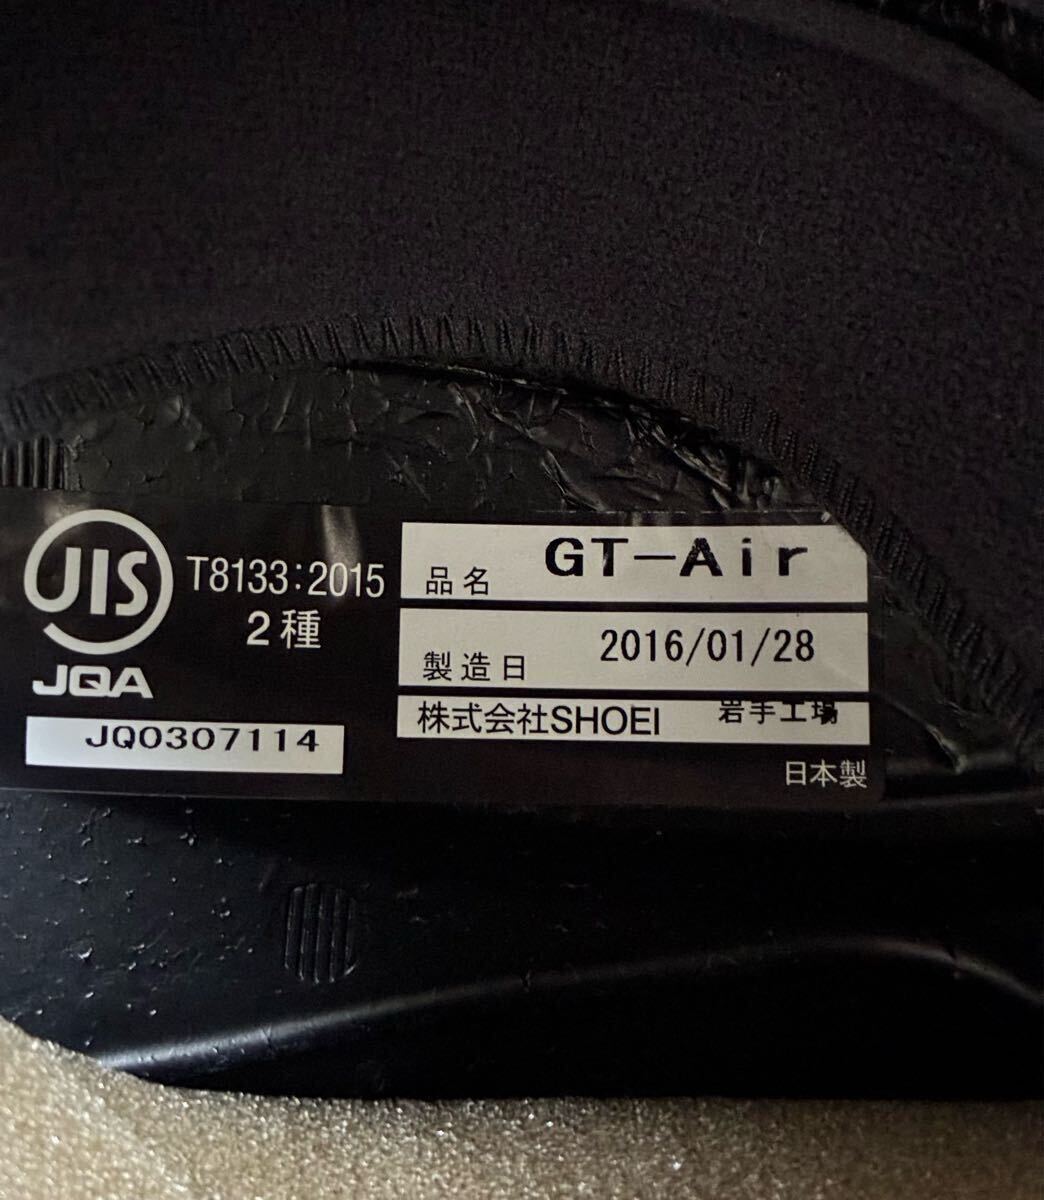 JIS
JQA
T8133:2015
2種
JQ0307114
品名 GT-Air
製造日 2016/01/28
株式会社SHOEI 岩手工場
日本製